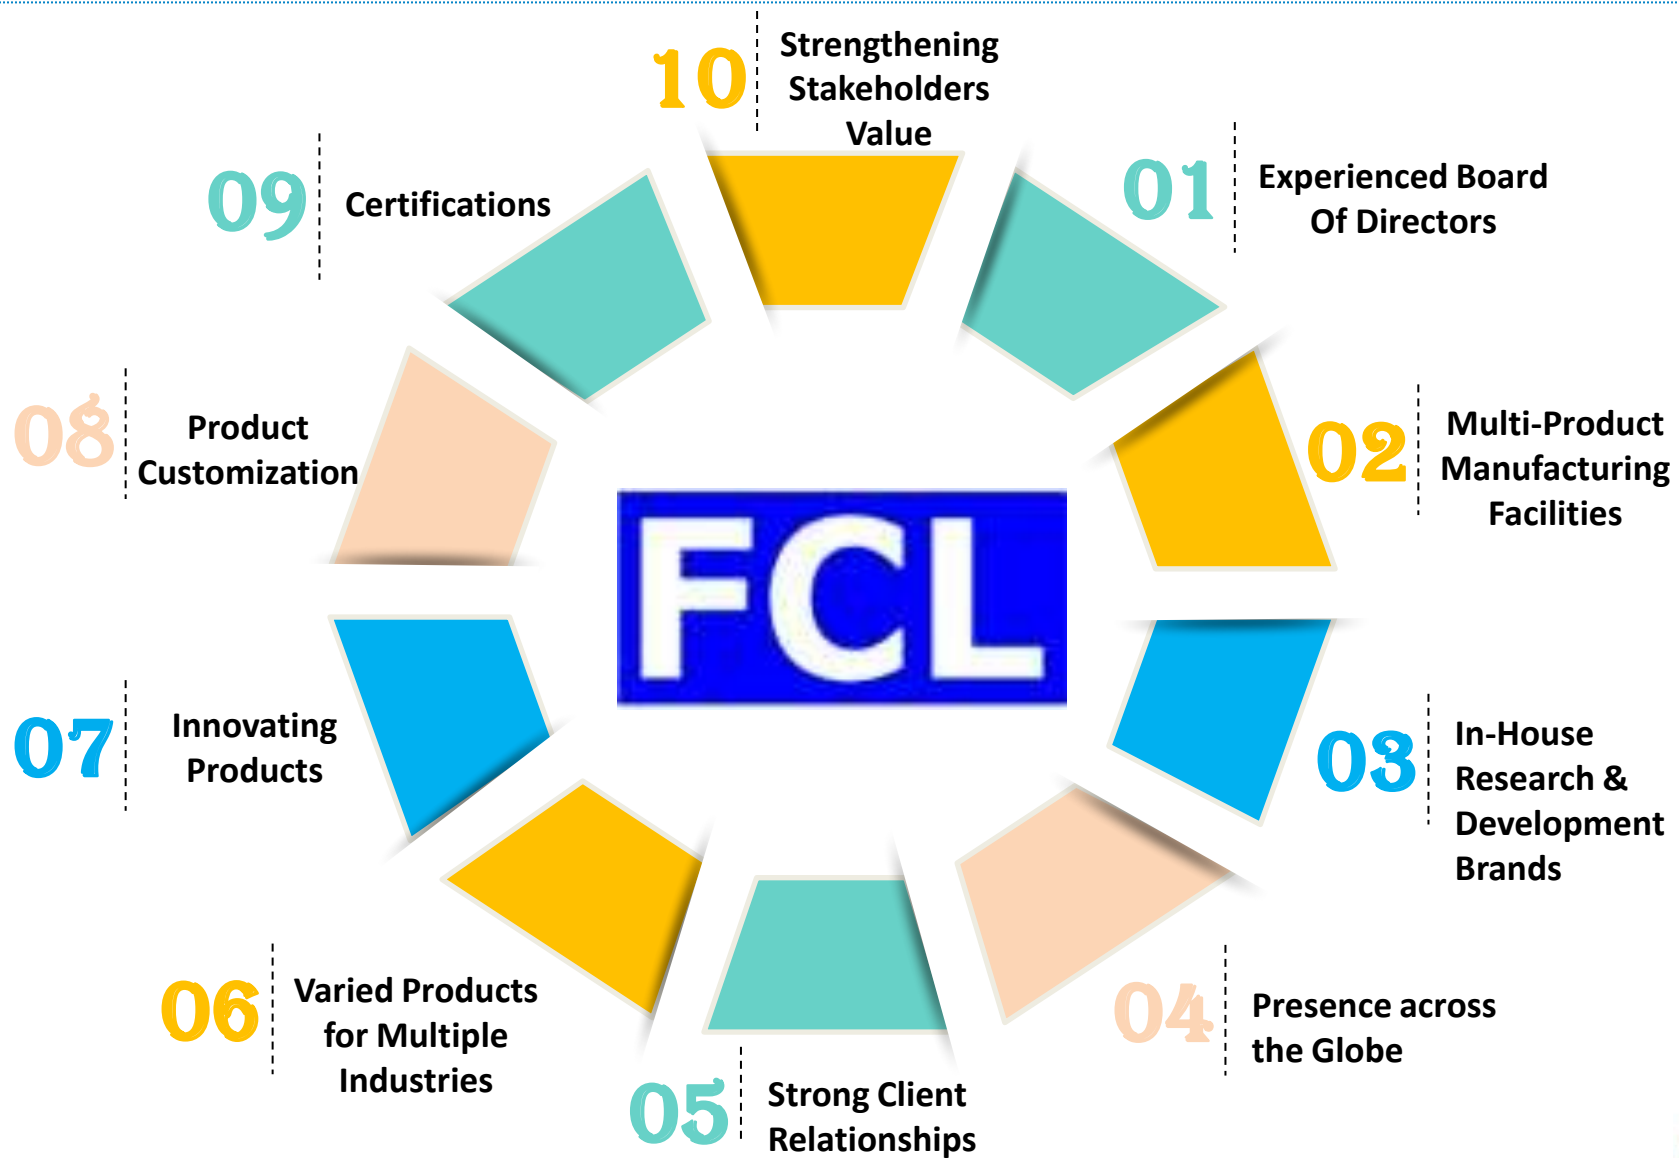 10
Strengthening
Stakeholders
Value
01
Experienced Board
Of Directors
02
Multi-Product
Manufacturing
Facilities
03
In-House
Research &
Development
Brands
04
Presence across
the Globe
05
Strong Client
Relationships
06
Varied Products
for Multiple
Industries
07
Innovating
Products
08
Product
Customization
09
Certifications
FCL